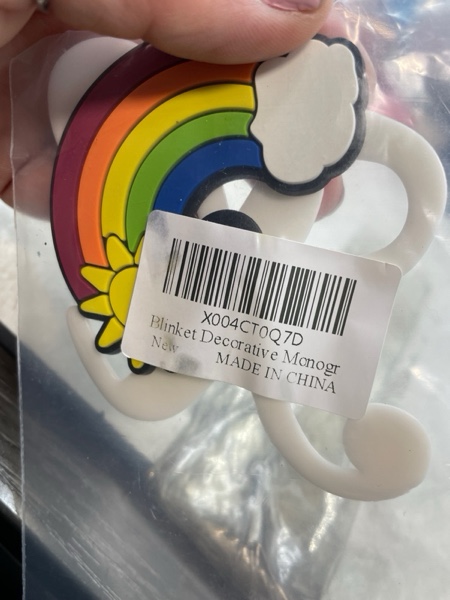 X004CT0Q7D
Blinket Decorative Monogr
New
MADE IN CHINA